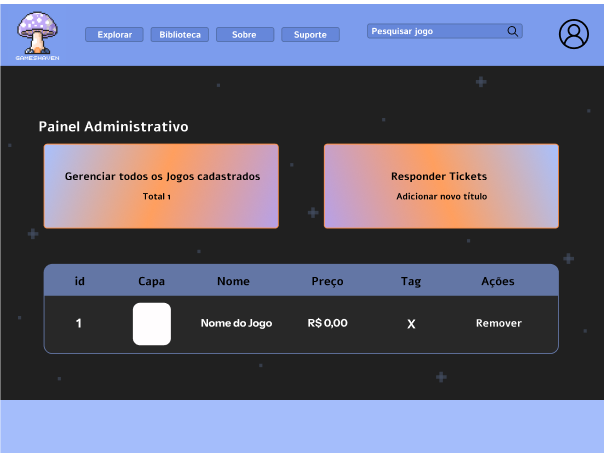 GAMEZHAVEN
Explorar
Biblioteca
Sobre
Suporte
Pesquisar jogo
Painel Administrativo
Gerenciar todos os Jogos cadastrados
Total 1
Responder Tickets
Adicionar novo título
id Capa Nome Preço Tag Ações
1 Nome do Jogo R$ 0,00 X Remover